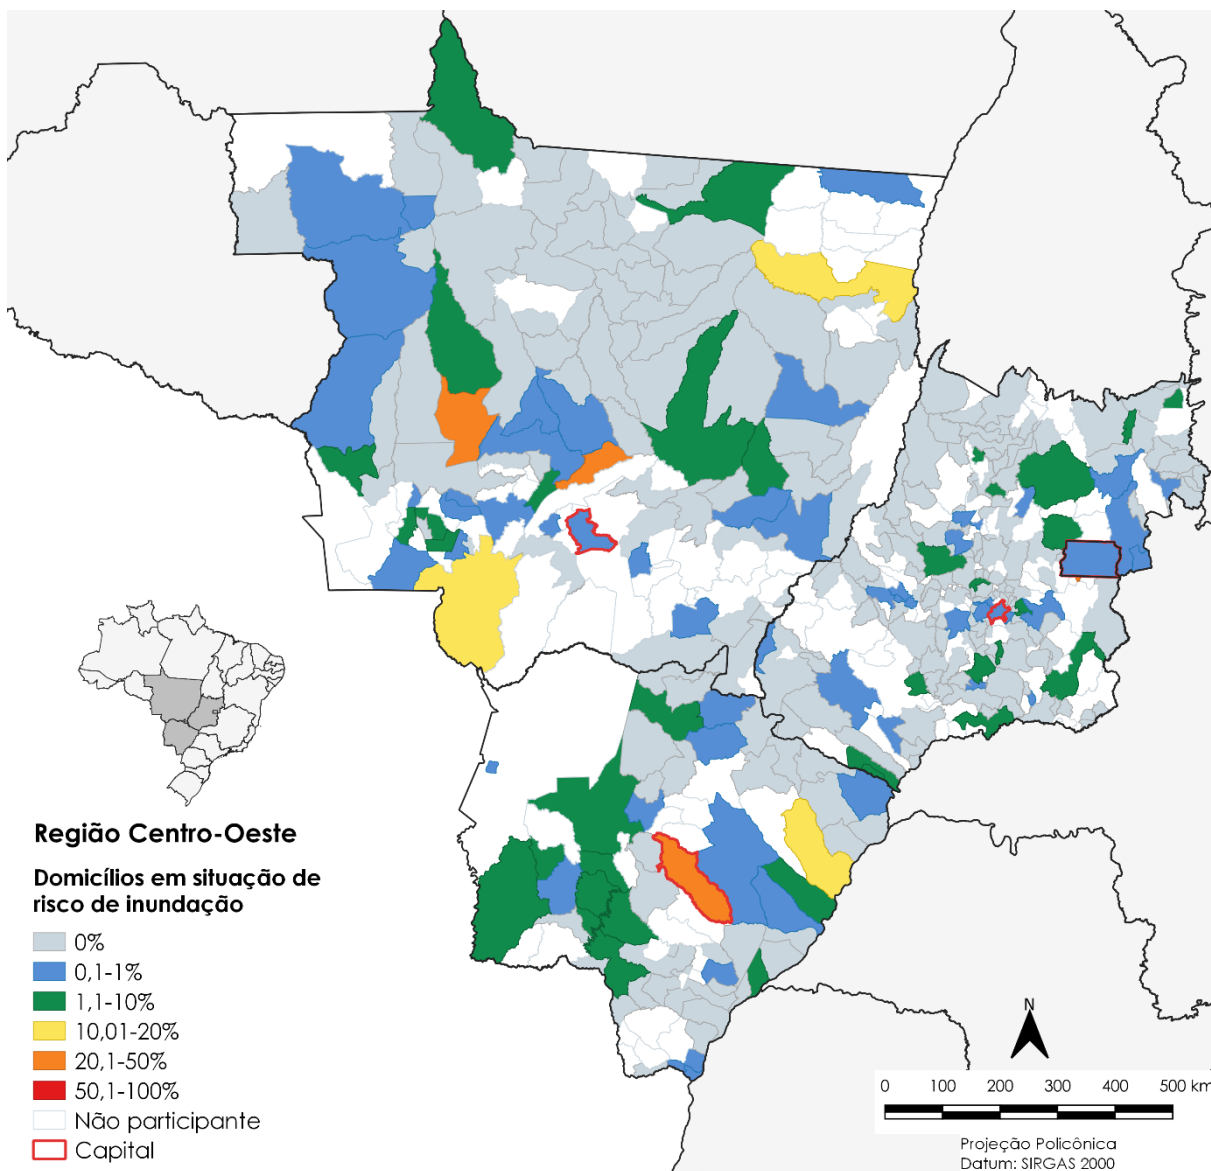 Região Centro-Oeste
Domicílios em situação de
risco de inundação
0%
0,1-1%
1,1-10%
10,01-20%
20,1-50%
50,1-100%
Não participante
Capital
N
0 100 200 300 400 500 km
Projeção Policônica
Datum: SIRGAS 2000